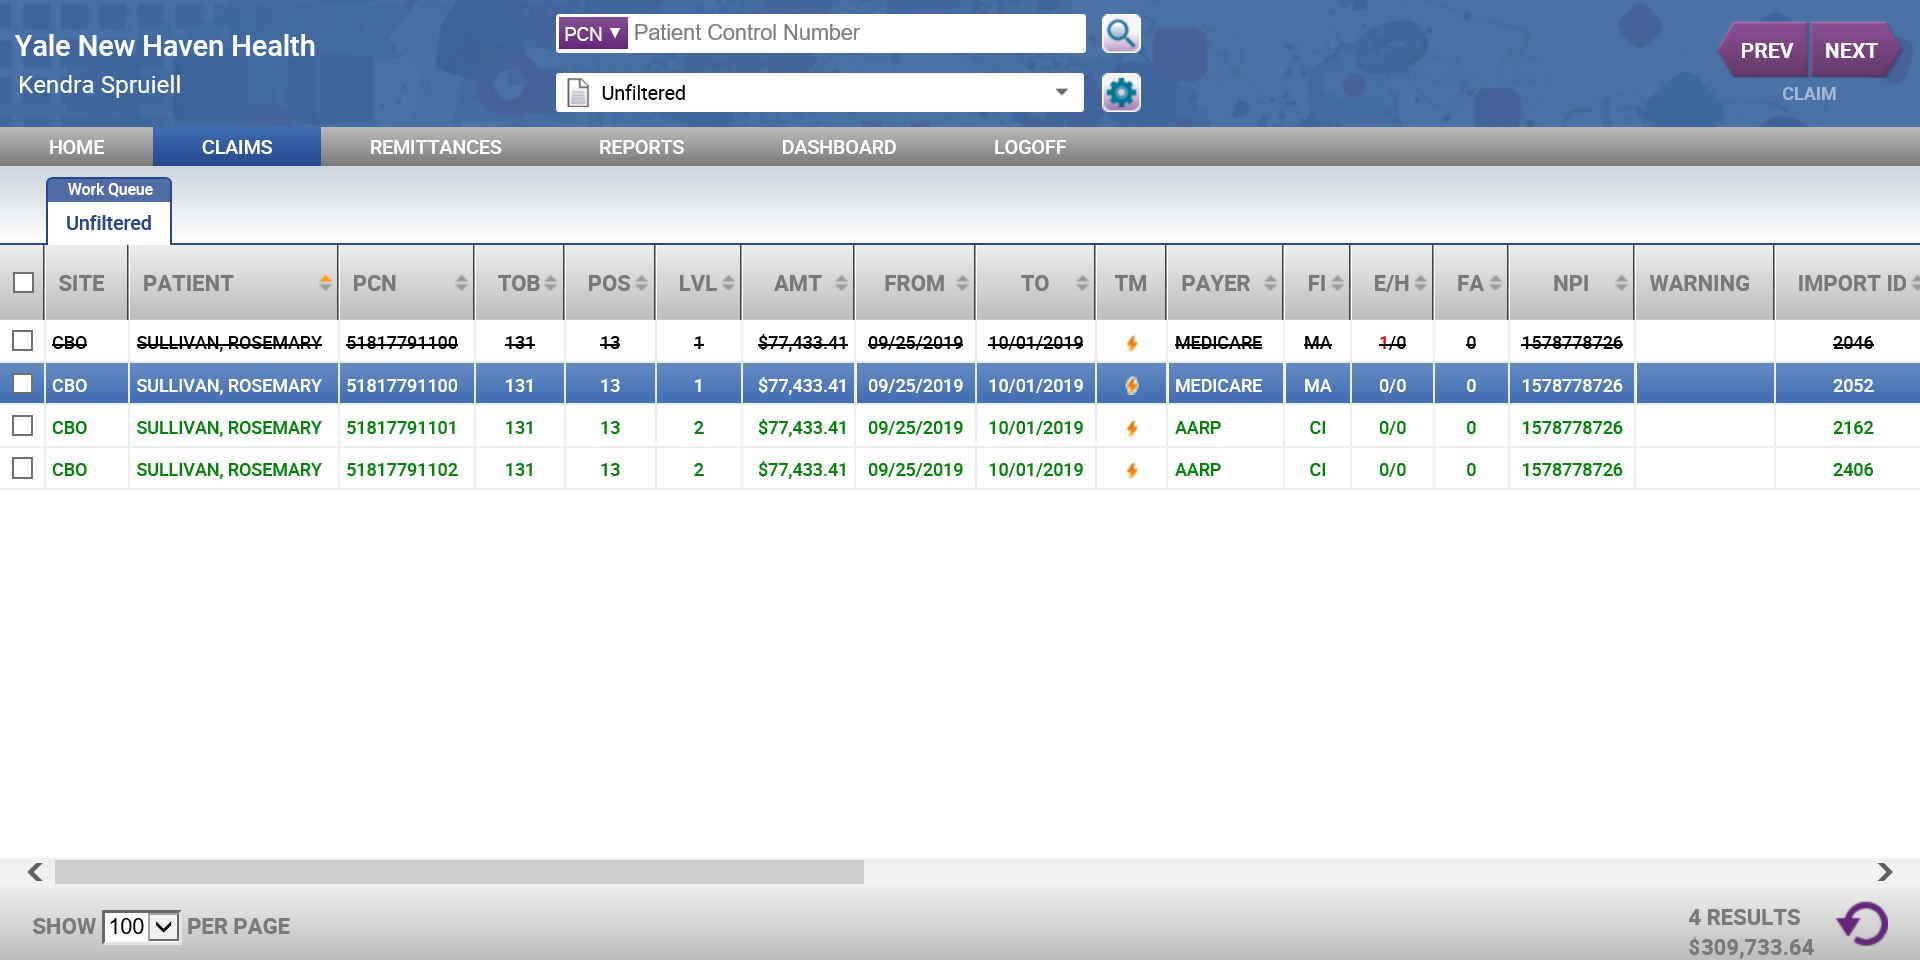 Yale New Haven Health
Kendra Spruiell
PCN ▼ Patient Control Number
Unfiltered
PREV NEXT
CLAIM
HOME CLAIMS REMITTANCES REPORTS DASHBOARD LOGOFF
Work Queue
Unfiltered
SITE PATIENT PCN TOB POS LVL AMT FROM TO TM PAYER FI E/H FA NPI WARNING IMPORT ID
CBO SULLIVAN, ROSEMARY 51817791100 131 13 1 $77,433.41 09/25/2019 10/01/2019 MEDICARE MA 1/0 0 1578778726 2046
CBO SULLIVAN, ROSEMARY 51817791100 131 13 1 $77,433.41 09/25/2019 10/01/2019 MEDICARE MA 0/0 0 1578778726 2052
CBO SULLIVAN, ROSEMARY 51817791101 131 13 2 $77,433.41 09/25/2019 10/01/2019 AARP CI 0/0 0 1578778726 2162
CBO SULLIVAN, ROSEMARY 51817791102 131 13 2 $77,433.41 09/25/2019 10/01/2019 AARP CI 0/0 0 1578778726 2406
SHOW 100 PER PAGE
4 RESULTS
$309,733.64